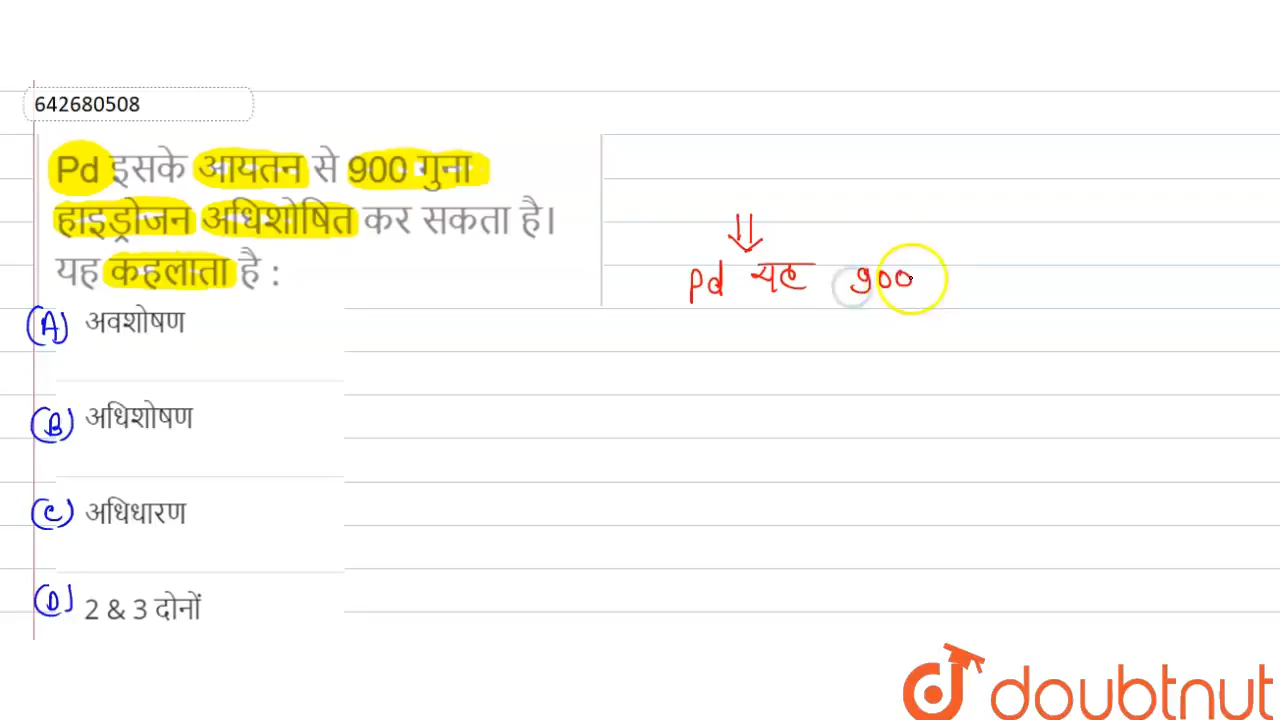 642680508
Pd इसके आयतन से 900 गुना
हाइड्रोजन अधिशोषित कर सकता है।
यह कहलाता है :
Pd यह 900
(A) अवशोषण
(B) अधिशोषण
(C) अधिधारण
(D) 2 & 3 दोनों
doubtnut